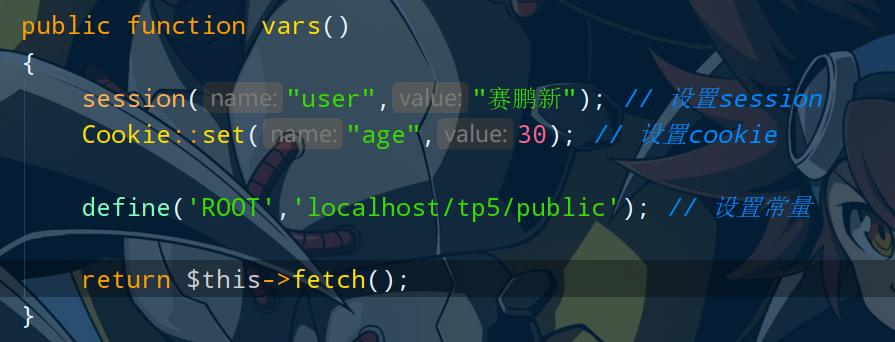 public function vars()
{
session( name: "user", value: "赛鹏新"); // 设置session
Cookie::set( name: "age", value: 30); // 设置cookie
define('ROOT','localhost/tp5/public'); // 设置常量
return $this->fetch();
}